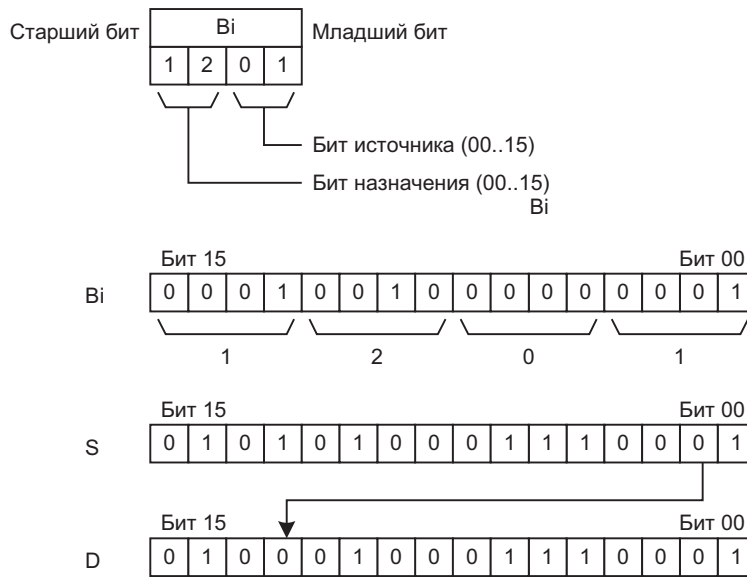 Старший бит Bi Младший бит
1 2 0 1
Бит источника (00..15)
Бит назначения (00..15)
Bi
Бит 15 Бит 00
Bi 0 0 0 1 0 0 1 0 0 0 0 0 0 0 0 1
1 2 0 1
Бит 15 Бит 00
S 0 1 0 1 0 1 0 0 0 1 1 1 0 0 0 1
Бит 15 Бит 00
D 0 1 0 0 0 1 0 0 0 1 1 1 0 0 0 1